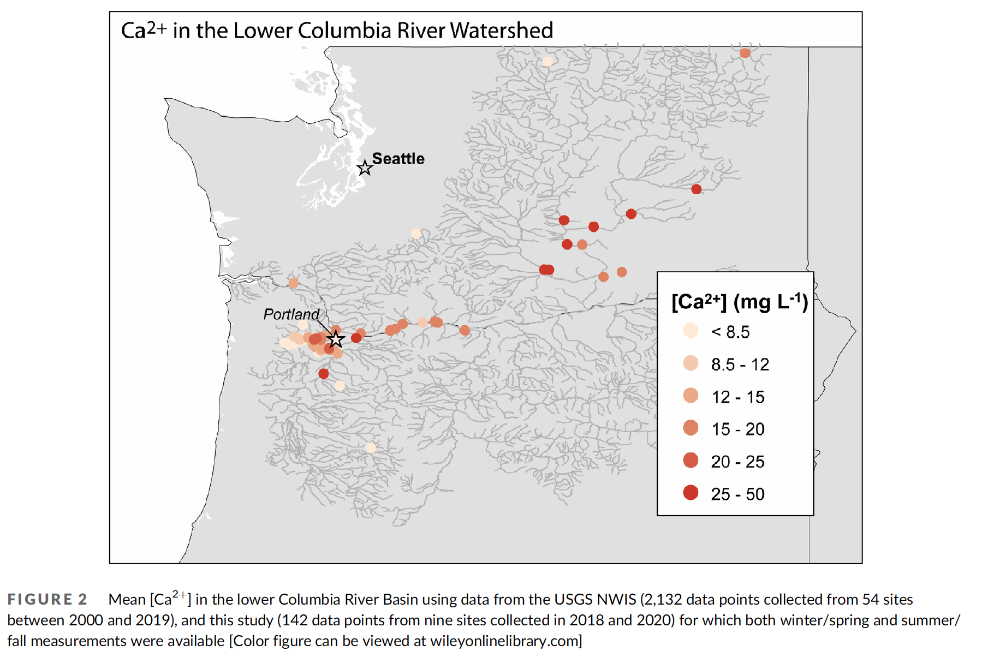 Ca2+ in the Lower Columbia River Watershed
Seattle
Portland
[Ca2+] (mg L-1)
< 8.5
8.5 - 12
12 - 15
15 - 20
20 - 25
25 - 50
FIGURE 2 Mean [Ca2+] in the lower Columbia River Basin using data from the USGS NWIS (2,132 data points collected from 54 sites
between 2000 and 2019), and this study (142 data points from nine sites collected in 2018 and 2020) for which both winter/spring and summer/
fall measurements were available [Color figure can be viewed at wileyonlinelibrary.com]